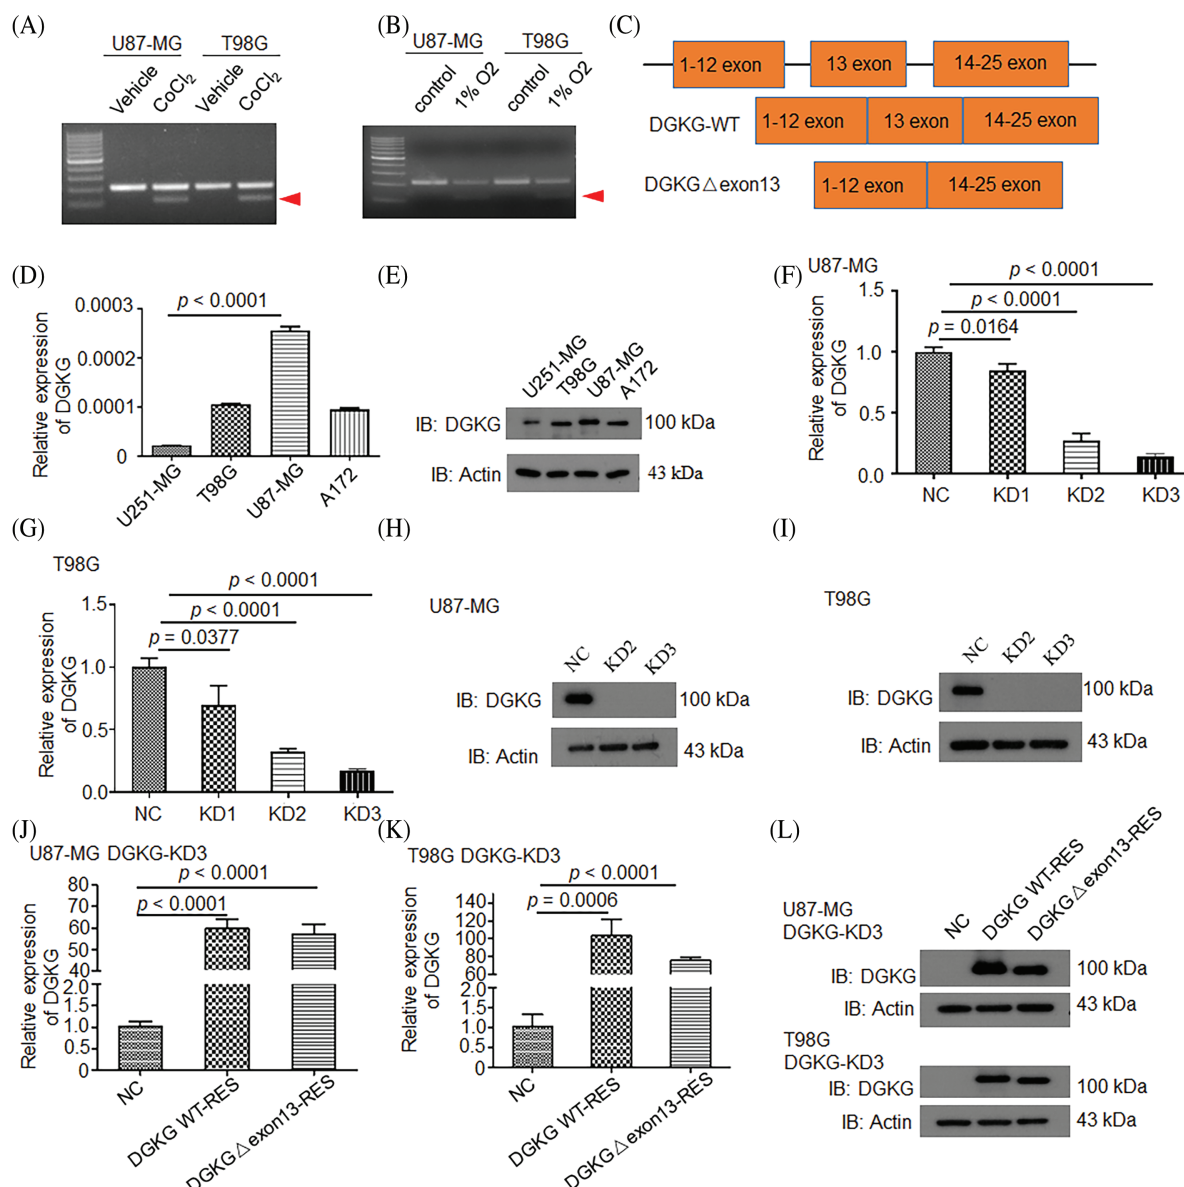 (A)
U87-MG T98G
Vehicle CoCl₂ Vehicle CoCl₂
(B)
U87-MG T98G
control 1% O2 control 1% O2
(C)
1-12 exon 13 exon 14-25 exon
DGKG-WT 1-12 exon 13 exon 14-25 exon
DGKG△exon13 1-12 exon 14-25 exon
(D)
Relative expression
of DGKG
0.0003
0.0002
0.0001
0
p < 0.0001
U251-MG T98G U87-MG A172
(E)
U251-MG T98G U87-MG A172
IB: DGKG 100 kDa
IB: Actin 43 kDa
(F)
U87-MG
Relative expression
of DGKG
1.5
1.0
0.5
0.0
p < 0.0001
p < 0.0001
p = 0.0164
NC KD1 KD2 KD3
(G)
T98G
Relative expression
of DGKG
1.5
1.0
0.5
0.0
p < 0.0001
p < 0.0001
p = 0.0377
NC KD1 KD2 KD3
(H)
U87-MG
NC KD2 KD3
IB: DGKG 100 kDa
IB: Actin 43 kDa
(I)
T98G
NC KD2 KD3
IB: DGKG 100 kDa
IB: Actin 43 kDa
(J)
U87-MG DGKG-KD3
Relative expression
of DGKG
80
70
60
50
40
2.0
1.5
1.0
0.5
0
p < 0.0001
p < 0.0001
NC DGKG WT-RES DGKG△exon13-RES
(K)
T98G DGKG-KD3
Relative expression
of DGKG
140
120
100
80
60
2.0
1.5
1.0
0.5
0
p < 0.0001
p = 0.0006
NC DGKG WT-RES DGKG△exon13-RES
(L)
NC DGKG WT-RES DGKG△exon13-RES
U87-MG
DGKG-KD3
IB: DGKG 100 kDa
IB: Actin 43 kDa
T98G
DGKG-KD3
IB: DGKG 100 kDa
IB: Actin 43 kDa